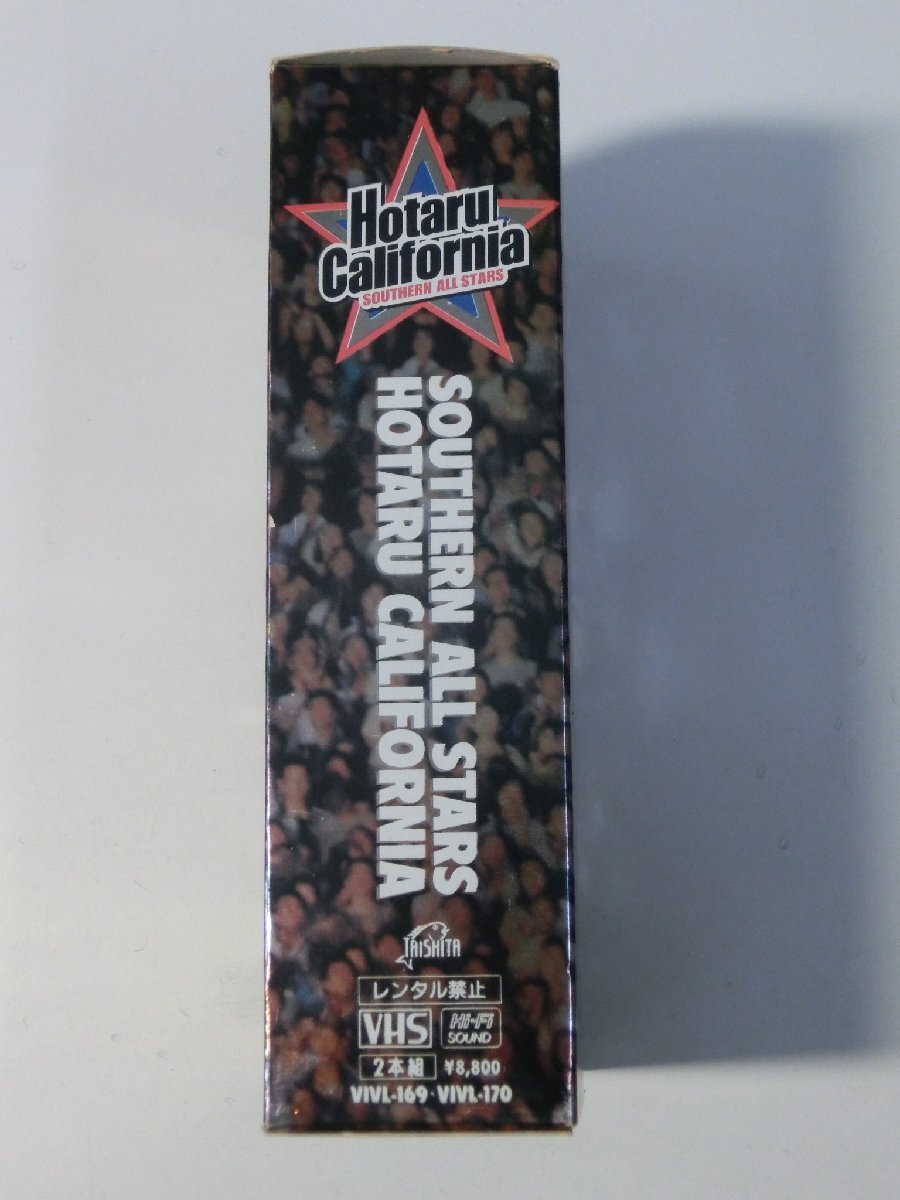 Hotaru
California
SOUTHERN ALL STARS
SOUTHERN ALL STARS
HOTARU CALIFORNIA
TAISHITA
レンタル禁止
VHS
Hi-Fi
SOUND
2本組 ¥8,800
VIVL-169・VIVL-170